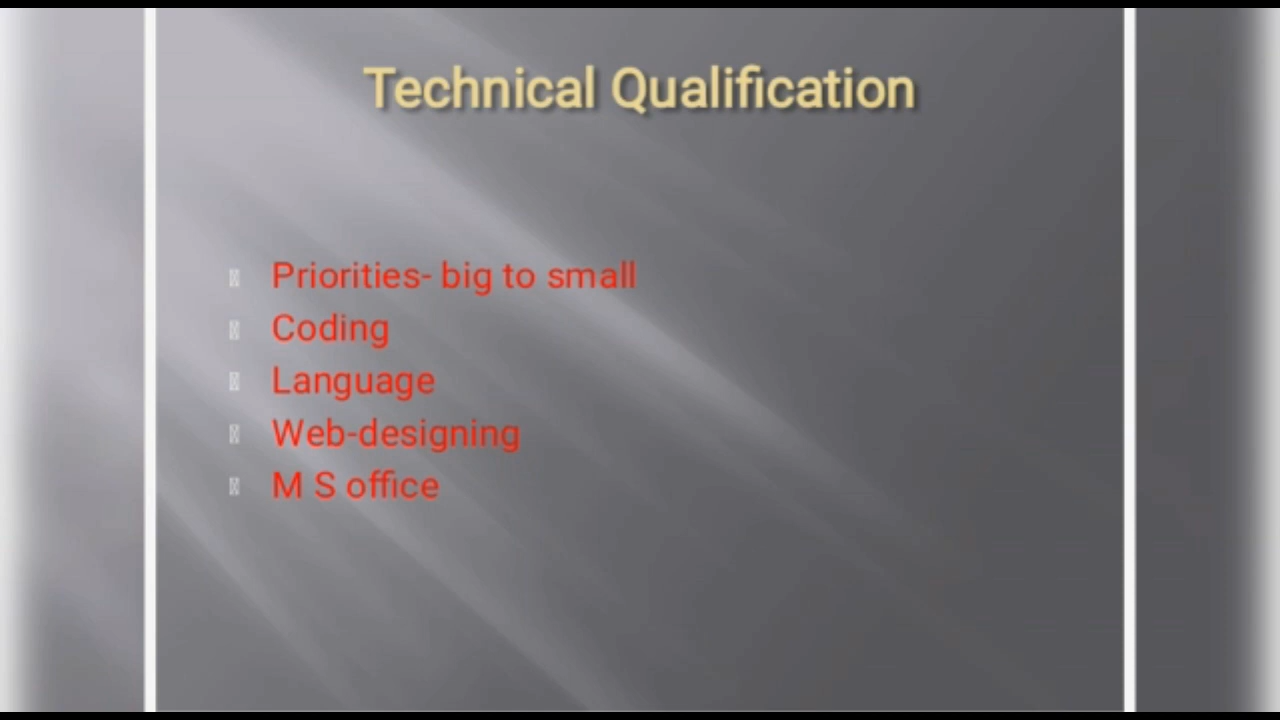 Technical Qualification
Priorities- big to small
Coding
Language
Web-designing
M S office